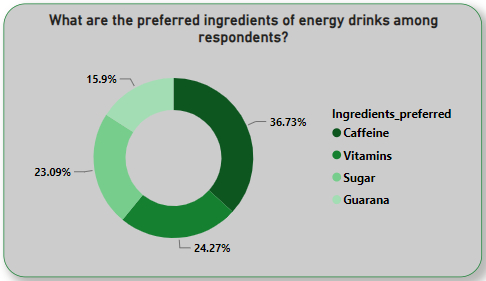 What are the preferred ingredients of energy drinks among
respondents?
15.9%
36.73%
23.09%
24.27%
Ingredients_preferred
Caffeine
Vitamins
Sugar
Guarana